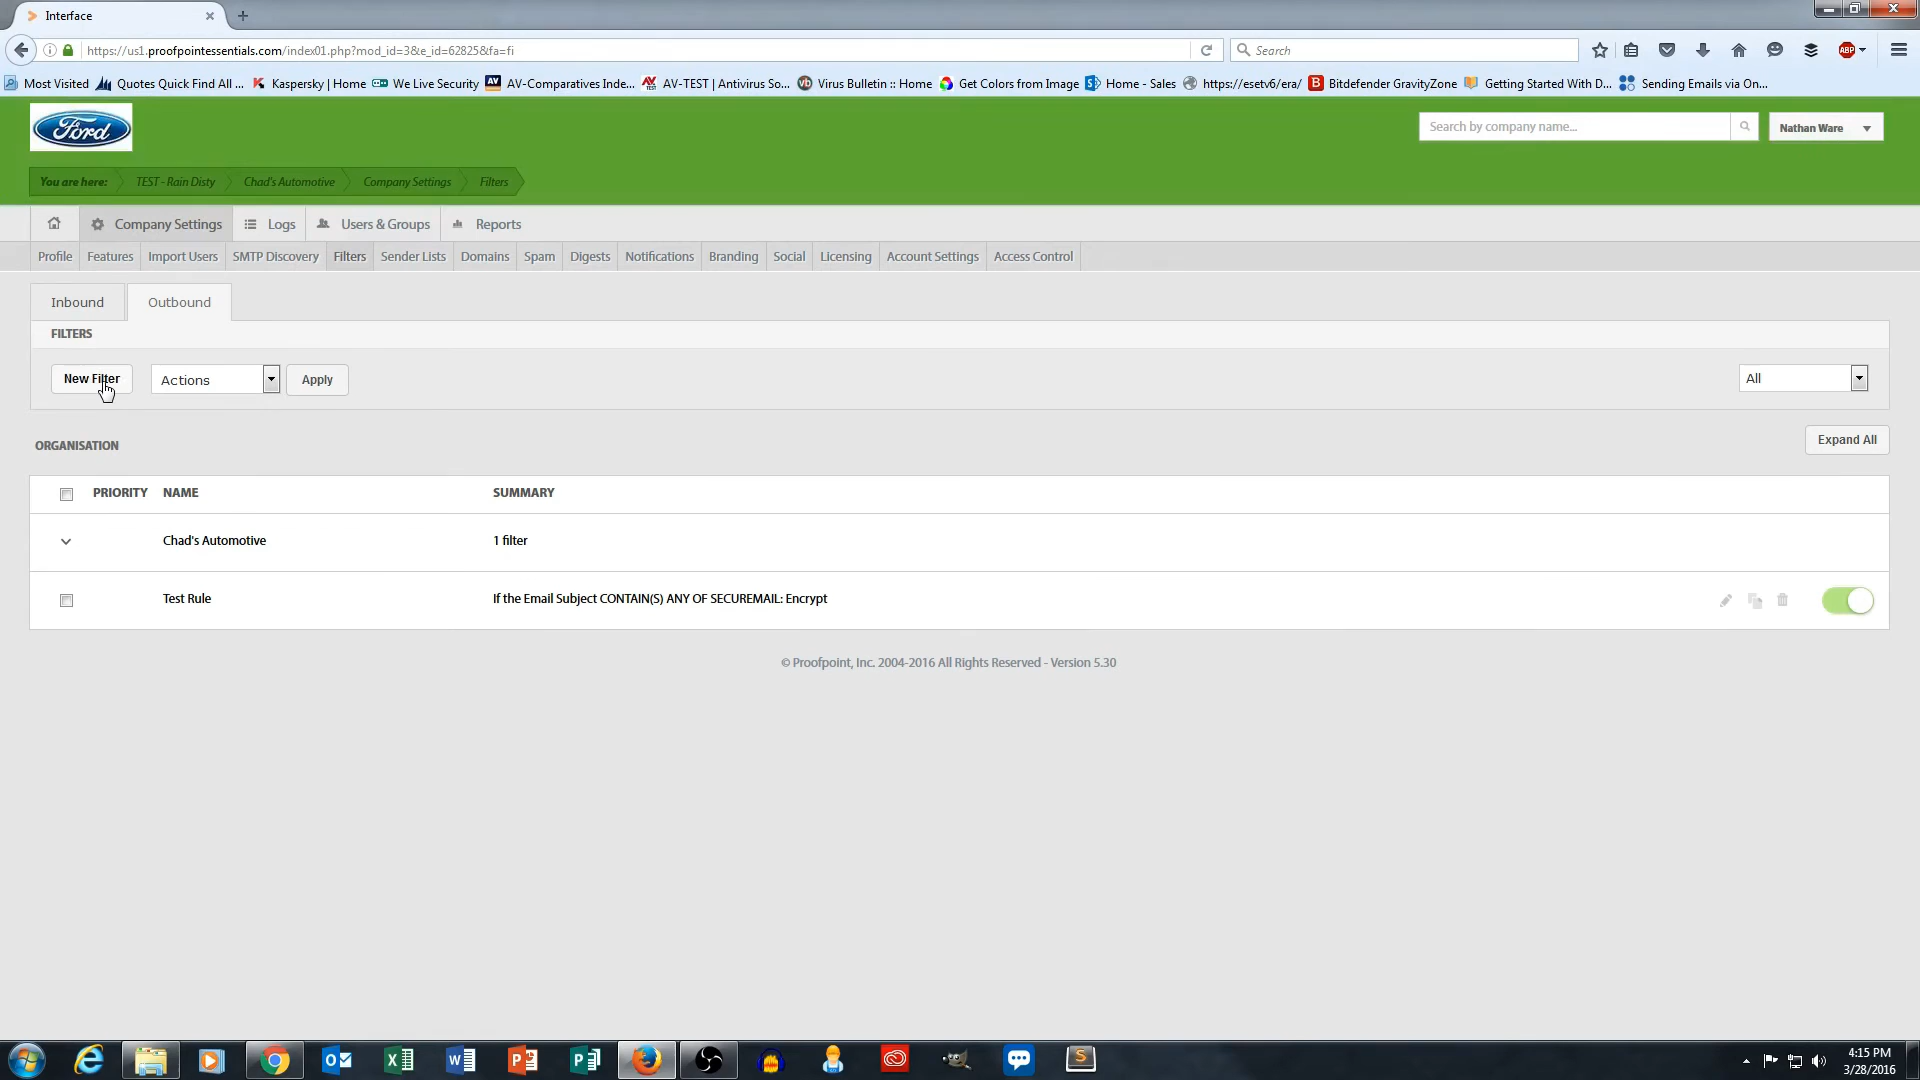 Interface
https://us1.proofpointessentials.com/index01.php?mod_id=3&e_id=62825&fa=fi
Search
Most Visited Quotes Quick Find All ... Kaspersky | Home We Live Security AV-Comparatives Inde... AV-TEST | Antivirus So... Virus Bulletin :: Home Get Colors from Image Home - Sales https://esetv6/era/ Bitdefender GravityZone Getting Started With D... Sending Emails via On...
Ford
Search by company name...
Nathan Ware
You are here: TEST - Rain Disty Chad's Automotive Company Settings Filters
Company Settings Logs Users & Groups Reports
Profile Features Import Users SMTP Discovery Filters Sender Lists Domains Spam Digests Notifications Branding Social Licensing Account Settings Access Control
Inbound Outbound
FILTERS
New Filter Actions Apply All
ORGANISATION Expand All
PRIORITY NAME SUMMARY
Chad's Automotive 1 filter
Test Rule If the Email Subject CONTAIN(S) ANY OF SECUREMAIL: Encrypt
© Proofpoint, Inc. 2004-2016 All Rights Reserved - Version 5.30
4:15 PM
3/28/2016